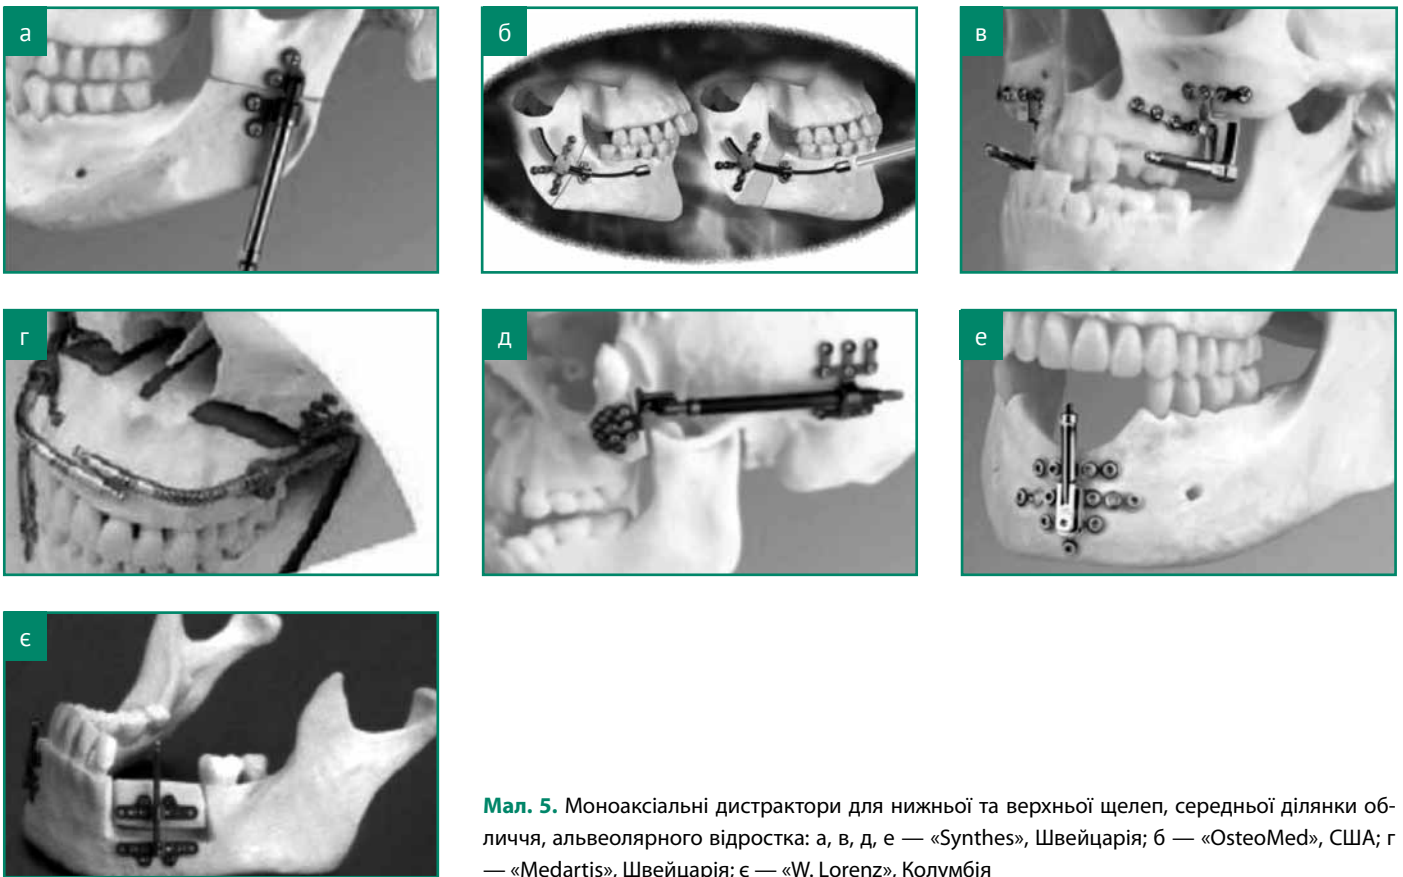 а
б
в
г
д
е
є
Мал. 5. Моноаксіальні дистрактори для нижньої та верхньої щелеп, середньої ділянки об-
личчя, альвеолярного відростка: а, в, д, е — «Synthes», Швейцарія; б — «OsteoMed», США; г
— «Medartis», Швейцарія; є — «W. Lorenz», Колумбія